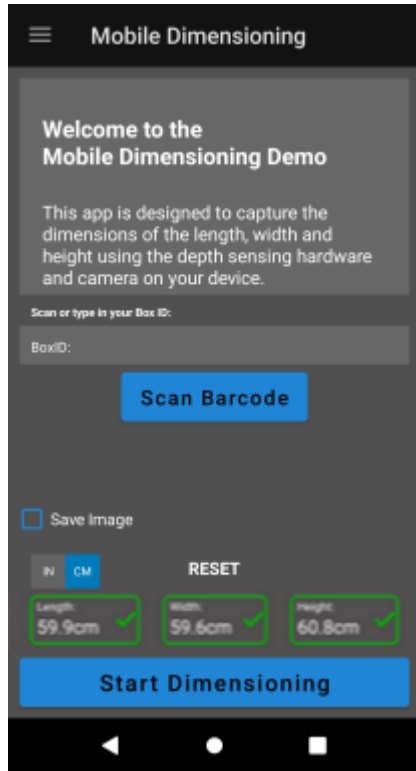 Mobile Dimensioning
Welcome to the
Mobile Dimensioning Demo
This app is designed to capture the
dimensions of the length, width and
height using the depth sensing hardware
and camera on your device.
Scan or type in your Box ID:
BoxID:
Scan Barcode
Save Image
IN CM RESET
Length: Width: Height:
59.9cm 59.6cm 60.8cm
Start Dimensioning